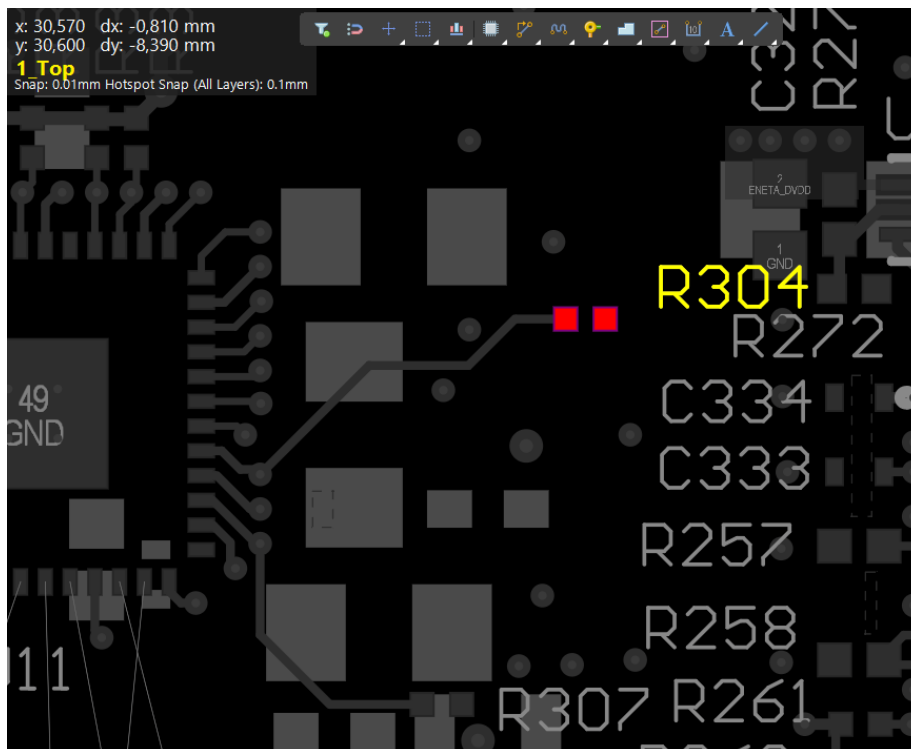 x: 30,570 dx: -0,810 mm
y: 30,600 dy: -8,390 mm
1_Top
Snap: 0.01mm Hotspot Snap (All Layers): 0.1mm
A
R27
2
ENETA_DVDD
1
GND
R304
R272
49
GND
C334
C333
R257
R258
R307
R261